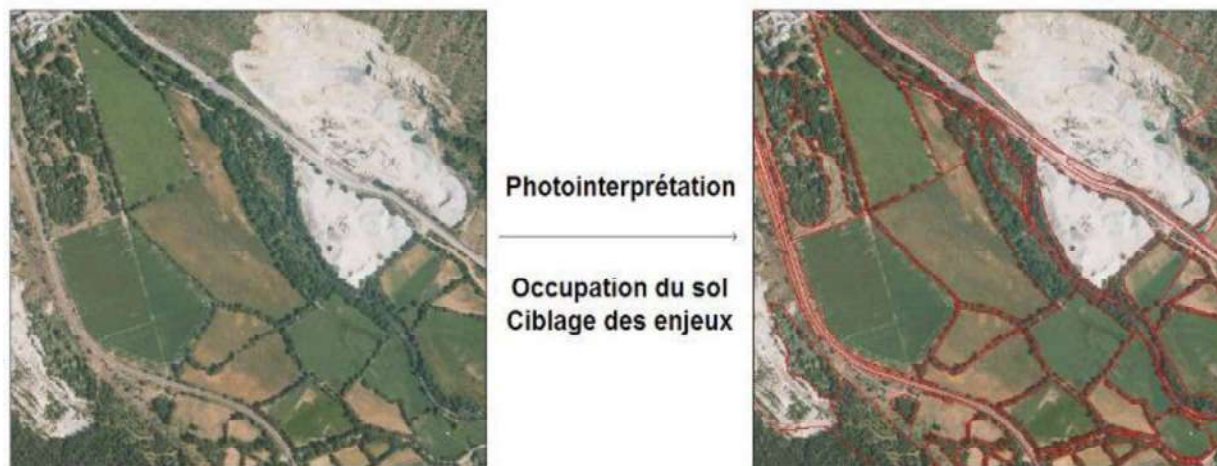 Photointerprétation
Occupation du sol
Ciblage des enjeux